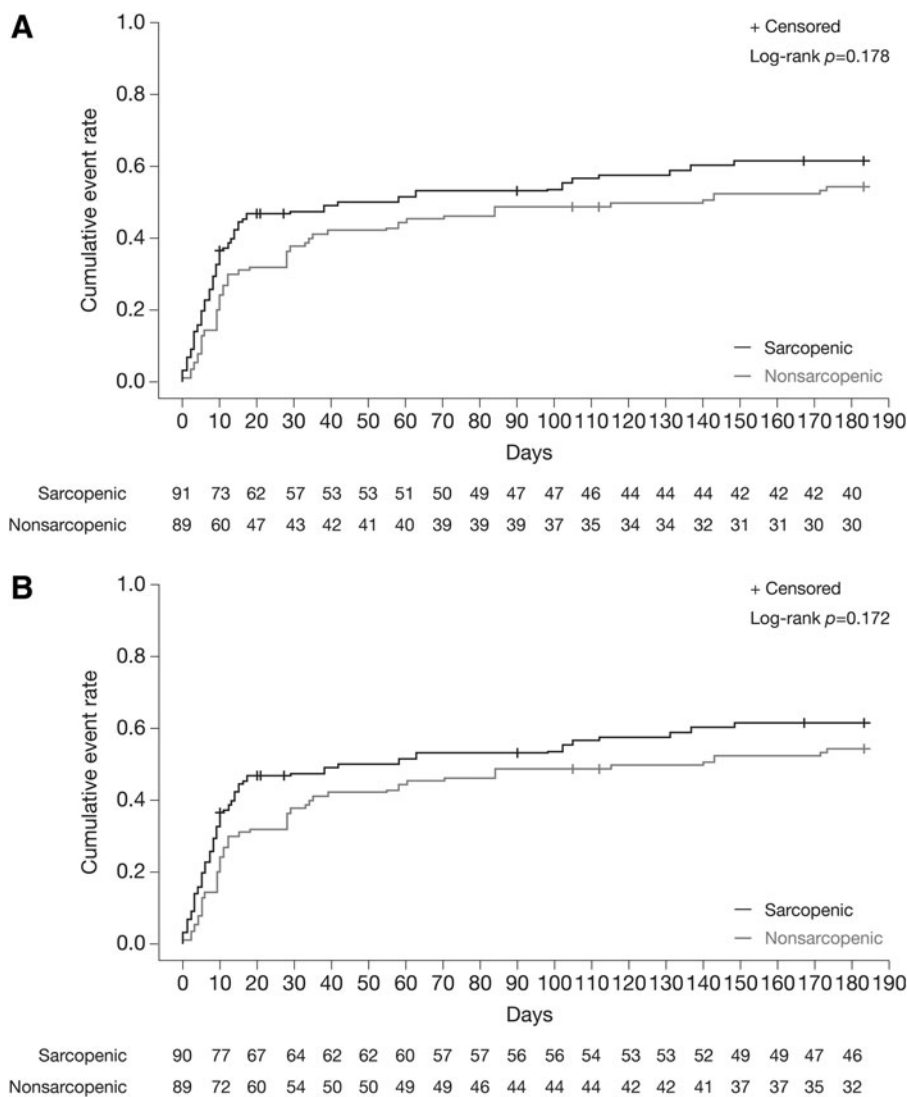 A
1.0
0.8
0.6
0.4
0.2
0.0
Cumulative event rate
+ Censored
Log-rank p=0.178
Sarcopenic
Nonsarcopenic
0 10 20 30 40 50 60 70 80 90 100 110 120 130 140 150 160 170 180 190
Days
Sarcopenic 91 73 62 57 53 53 51 50 49 47 47 46 44 44 44 42 42 42 40
Nonsarcopenic 89 60 47 43 42 41 40 39 39 39 37 35 34 34 32 31 31 30 30
B
1.0
0.8
0.6
0.4
0.2
0.0
Cumulative event rate
+ Censored
Log-rank p=0.172
Sarcopenic
Nonsarcopenic
0 10 20 30 40 50 60 70 80 90 100 110 120 130 140 150 160 170 180 190
Days
Sarcopenic 90 77 67 64 62 62 60 57 57 56 56 54 53 53 52 49 49 47 46
Nonsarcopenic 89 72 60 54 50 50 49 49 46 44 44 44 42 42 41 37 37 35 32